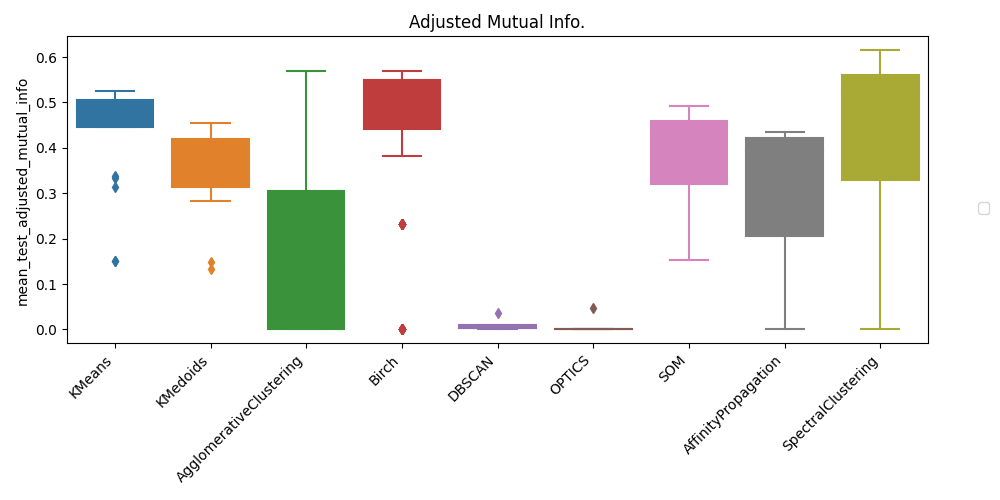 Adjusted Mutual Info.
mean_test_adjusted_mutual_info
0.6
0.5
0.4
0.3
0.2
0.1
0.0
KMeans
KMedoids
AgglomerativeClustering
Birch
DBSCAN
OPTICS
SOM
AffinityPropagation
SpectralClustering